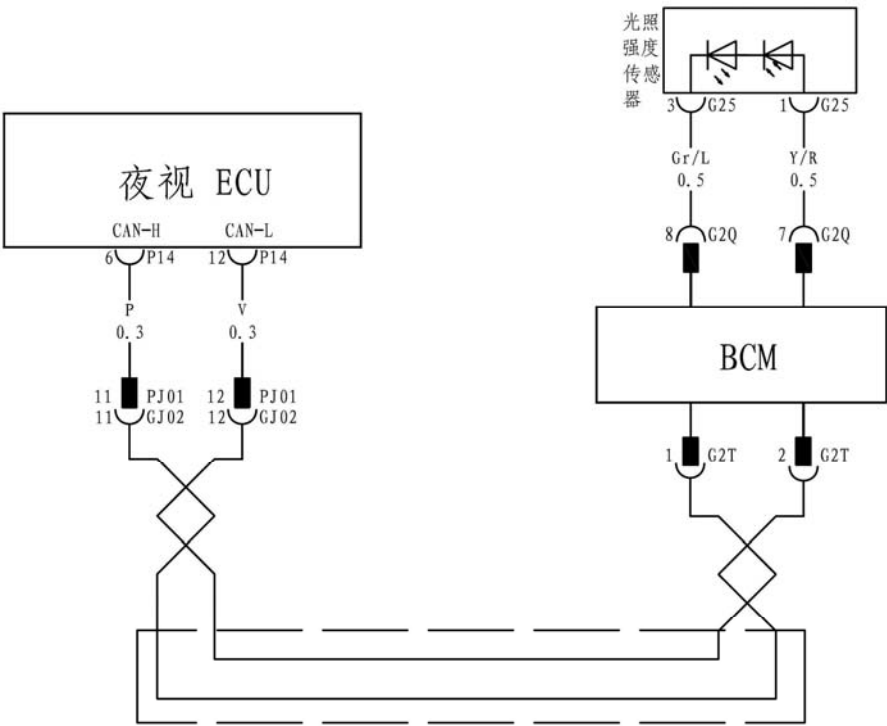 光照
强度
传感
器
3 G25 1 G25
Gr/L Y/R
0.5 0.5
8 G2Q 7 G2Q
夜视 ECU
CAN-H CAN-L
6 P14 12 P14
P V
0.3 0.3
BCM
11 PJ01 12 PJ01
11 GJ02 12 GJ02
1 G2T 2 G2T